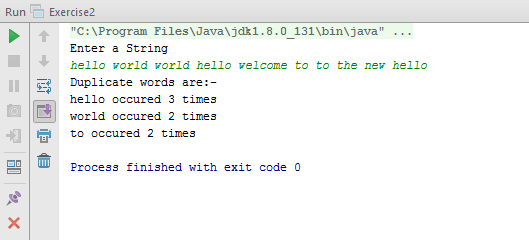 Run Exercise2
"C:\Program Files\Java\jdk1.8.0_131\bin\java" ...
Enter a String
hello world world hello welcome to to the new hello
Duplicate words are:-
hello occured 3 times
world occured 2 times
to occured 2 times
Process finished with exit code 0